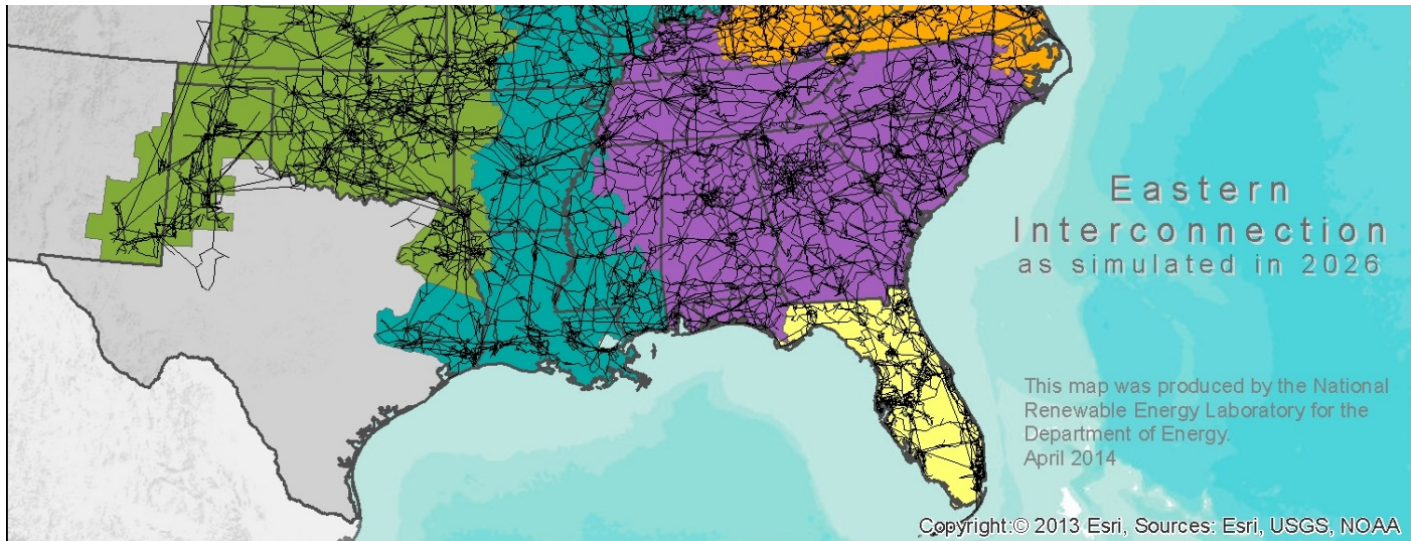 Eastern
Interconnection
as simulated in 2026
This map was produced by the National
Renewable Energy Laboratory for the
Department of Energy.
April 2014
Copyright:© 2013 Esri, Sources: Esri, USGS, NOAA